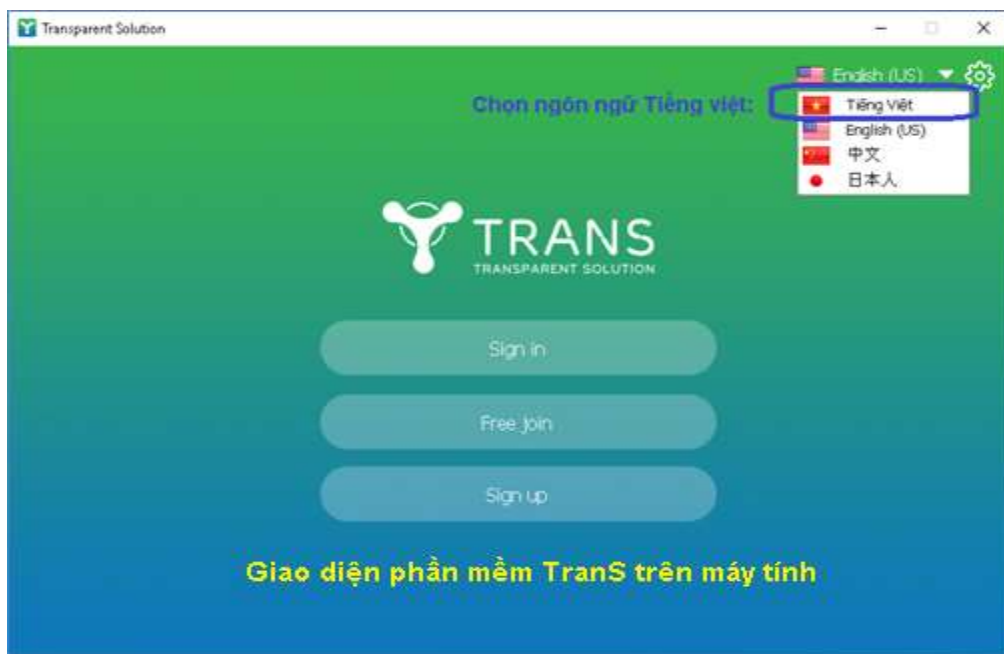 Transparent Solution
English (US)
Chọn ngôn ngữ Tiếng việt:
Tiếng Việt
English (US)
中文
日本人
TRANS
TRANSPARENT SOLUTION
Sign in
Free Join
Sign up
Giao diện phần mềm TranS trên máy tính